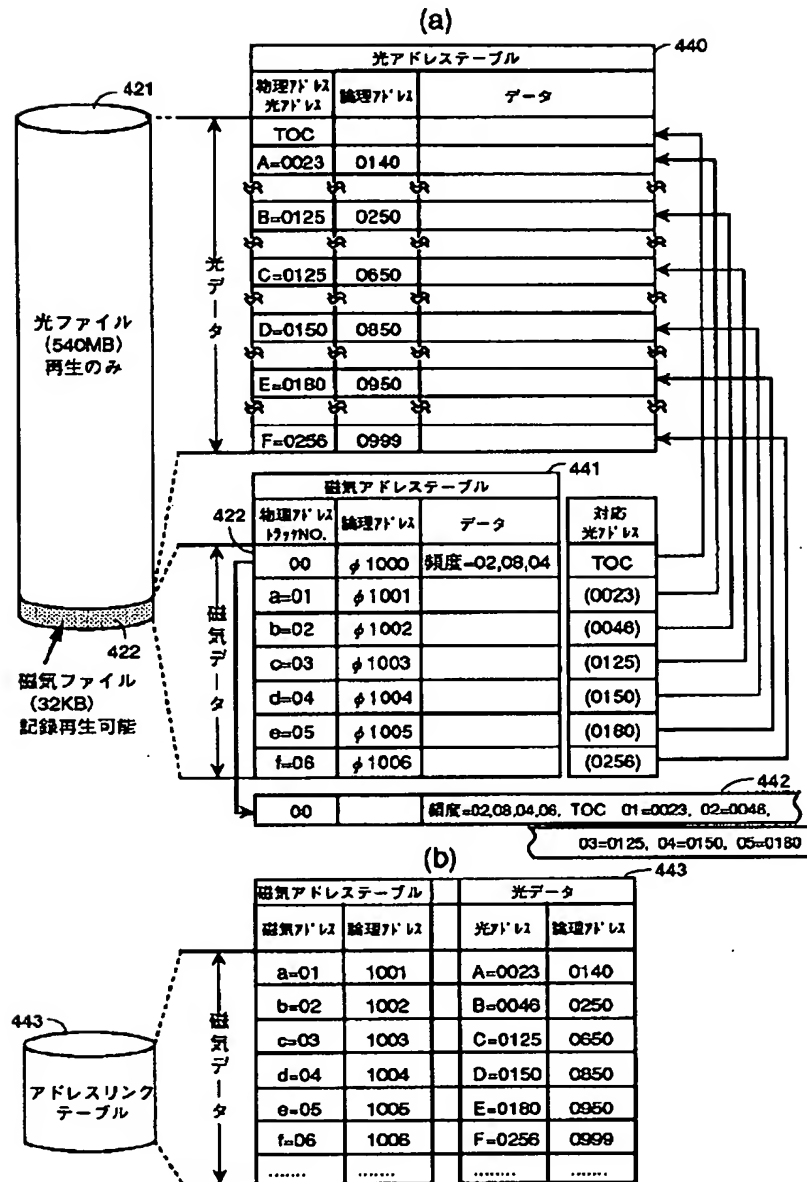 (a)
421
440
光アドレステーブル
物理ｱﾄﾞﾚｽ 光ｱﾄﾞﾚｽ 論理ｱﾄﾞﾚｽ データ
TOC
A=0023 0140
B=0125 0250
C=0125 0650
D=0150 0850
E=0180 0950
F=0256 0999
光データ
光ファイル
(540MB)
再生のみ
422
磁気ファイル
(32KB)
記録再生可能
441
磁気アドレステーブル
422
物理ｱﾄﾞﾚｽ ﾄﾗｯｸNO. 論理ｱﾄﾞﾚｽ データ 対応 光ｱﾄﾞﾚｽ
00 φ1000 頻度=02,08,04 TOC
a=01 φ1001 (0023)
b=02 φ1002 (0046)
c=03 φ1003 (0125)
d=04 φ1004 (0150)
e=05 φ1005 (0180)
f=06 φ1006 (0256)
磁気データ
442
00 頻度=02,08,04,06, TOC 01=0023, 02=0046,
03=0125, 04=0150, 05=0180
(b)
443
磁気アドレステーブル 光データ
磁気ｱﾄﾞﾚｽ 論理ｱﾄﾞﾚｽ 光ｱﾄﾞﾚｽ 論理ｱﾄﾞﾚｽ
a=01 1001 A=0023 0140
b=02 1002 B=0046 0250
c=03 1003 C=0125 0650
d=04 1004 D=0150 0850
e=05 1005 E=0180 0950
f=06 1006 F=0256 0999
....... ....... ........ .......
磁気データ
443
アドレスリンク
テーブル